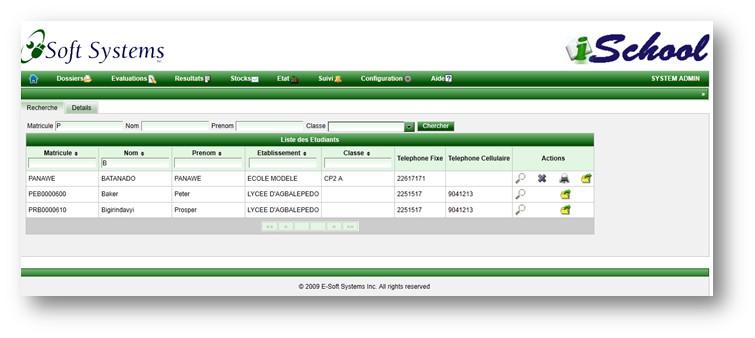 Soft Systems
Inc.
iSchool
Dossiers Evaluations Resultats Stocks Etat Suivi Configuration Aide SYSTEM ADMIN
Recherche Details
Matricule P Nom Prenom Classe Chercher
Liste des Etudiants
Matricule Nom Prenom Etablissement Classe Telephone Fixe Telephone Cellulaire Actions
B
PANAWE BATANADO PANAWE ECOLE MODELE CP2 A 22617171
PEB0000600 Baker Peter LYCEE D'AGBALEPEDO 2251517 9041213
PRB0000610 Bigirindavyi Prosper LYCEE D'AGBALEPEDO 2251517 9041213
«« « » »»
© 2009 E-Soft Systems Inc. All rights reserved